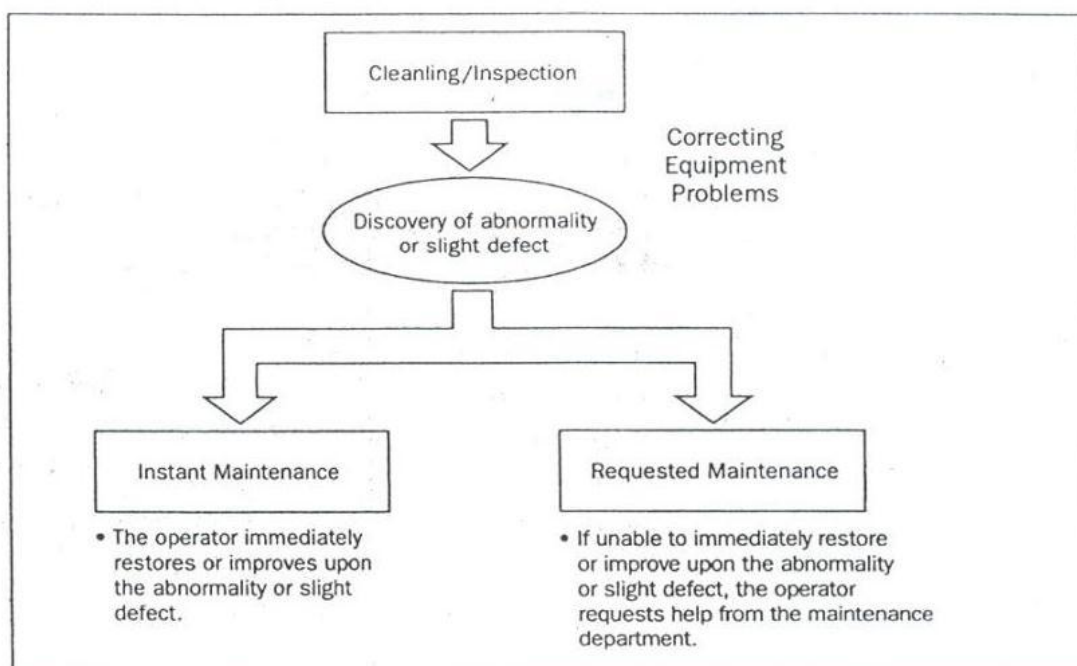 Cleanling/Inspection
Correcting
Equipment
Problems
Discovery of abnormality
or slight defect
Instant Maintenance
• The operator immediately
restores or improves upon
the abnormality or slight
defect.
Requested Maintenance
• If unable to immediately restore
or improve upon the abnormality
or slight defect, the operator
requests help from the maintenance
department.